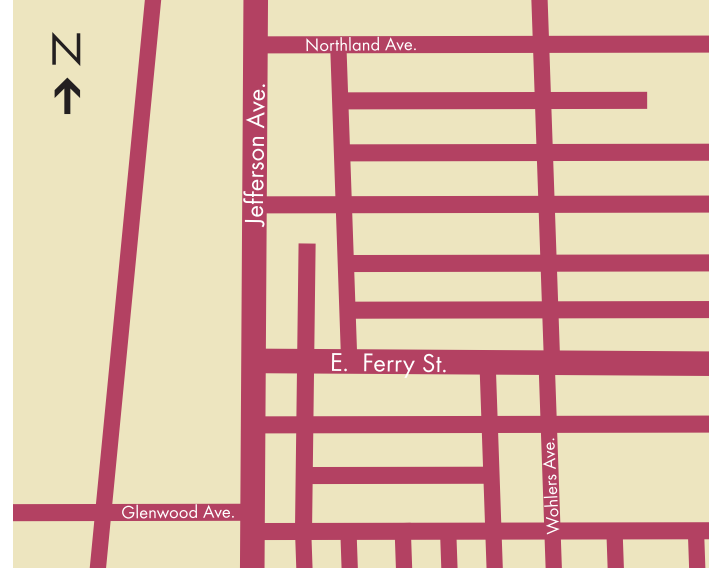 N
Northland Ave.
Jefferson Ave.
E. Ferry St.
Wohlers Ave.
Glenwood Ave.